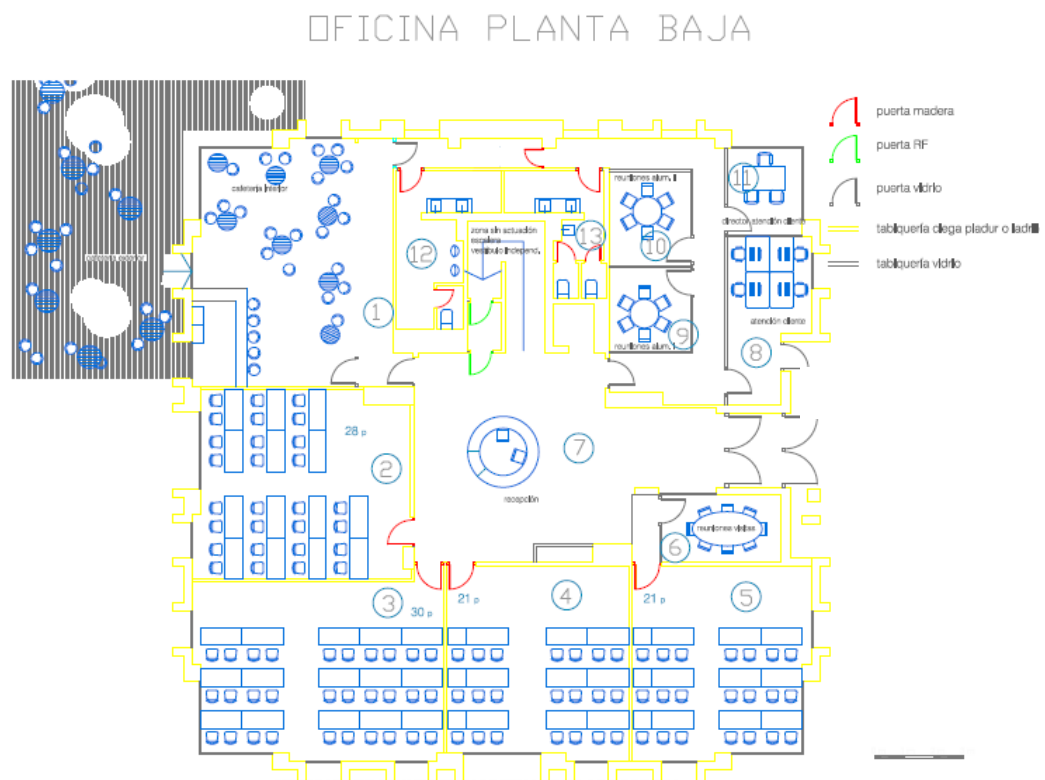 OFICINA PLANTA BAJA
puerta madera
puerta RF
puerta vidrio
tabiquería ciega pladur o ladrill
tabiquería vidrio
cafetería interior
reuniones alum. II
11
director atención cliente
zona sin actuación
escalera
vestíbulo independ.
13
10
12
1
9
reuniones alum. I
atención cliente
8
28 p
2
7
recepción
reuniones visitas
6
3
30 p
21 p
4
21 p
5